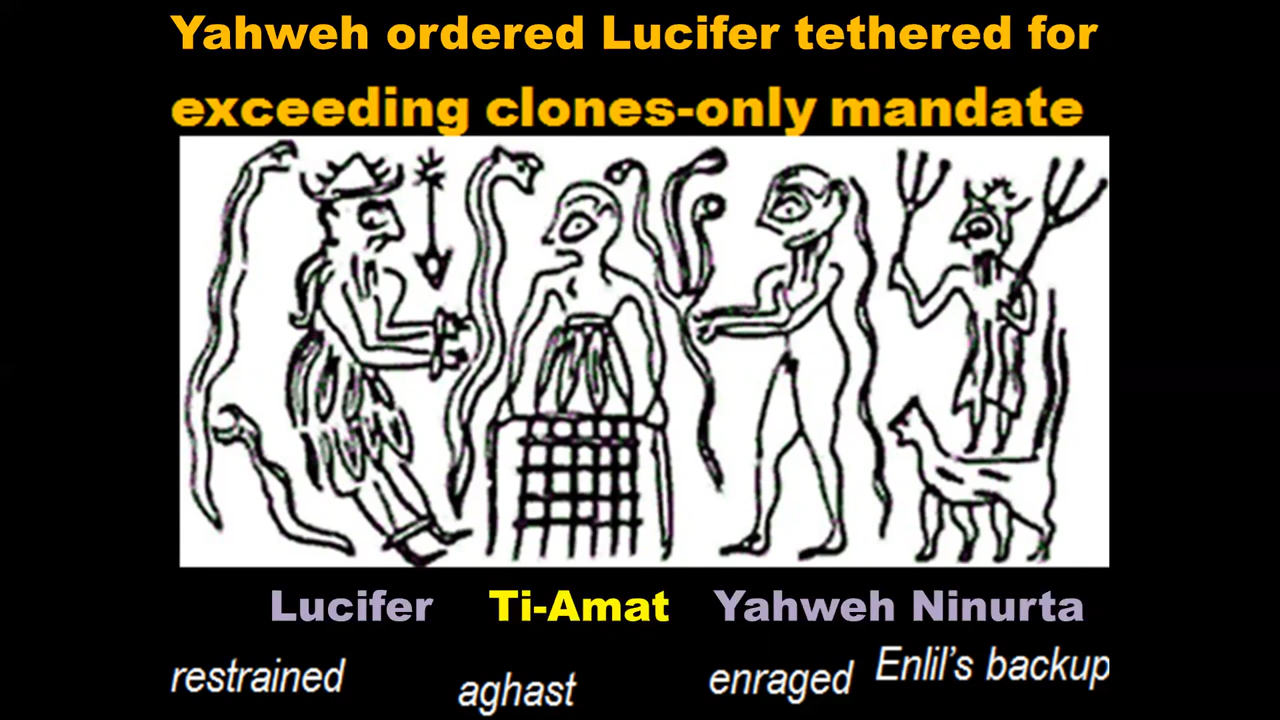 Yahweh ordered Lucifer tethered for
exceeding clones-only mandate
Lucifer Ti-Amat Yahweh Ninurta
restrained aghast enraged Enlil's backup